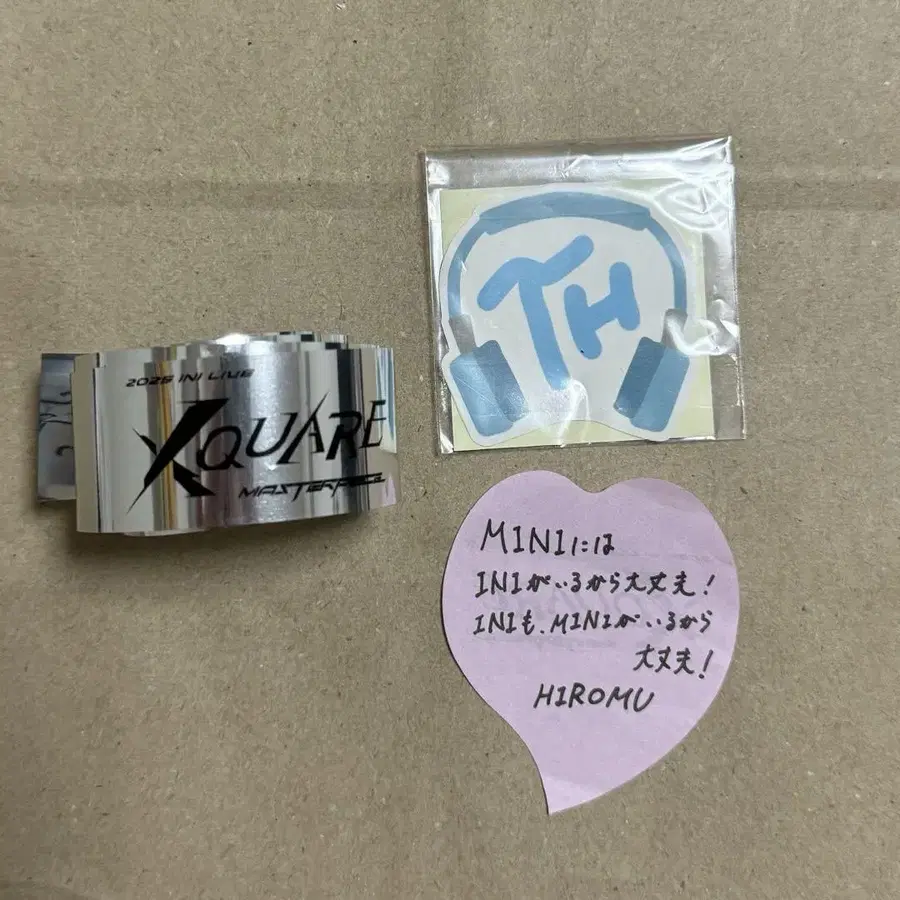 2025 INI LIVE
XQUARE
MASTERPIECE
TH
MINIには
INIがいるから大丈夫!
INIも、MINIがいるから
大丈夫!
HIROMU